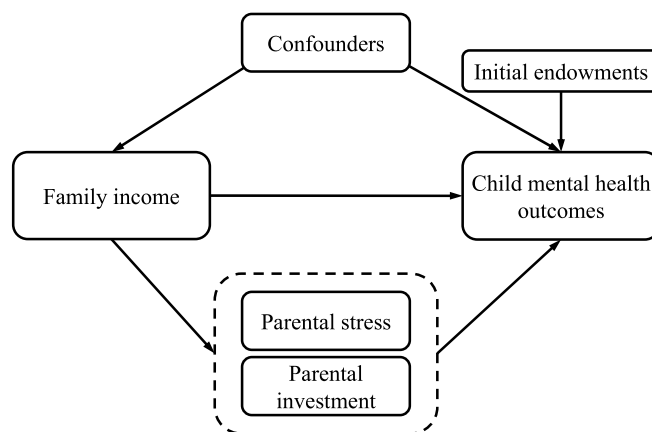 Confounders
Initial endowments
Family income
Child mental health
outcomes
Parental stress
Parental
investment